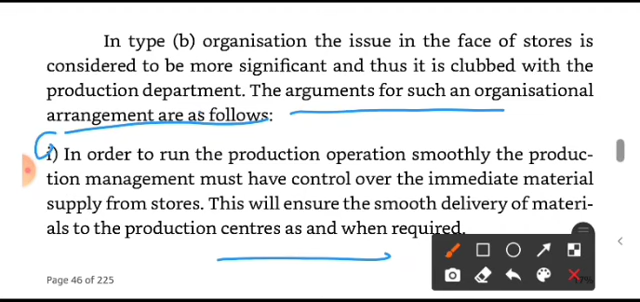 In type (b) organisation the issue in the face of stores is
considered to be more significant and thus it is clubbed with the
production department. The arguments for such an organisational
arrangement are as follows:
i) In order to run the production operation smoothly the produc-
tion management must have control over the immediate material
supply from stores. This will ensure the smooth delivery of materi-
als to the production centres as and when required.
Page 46 of 225